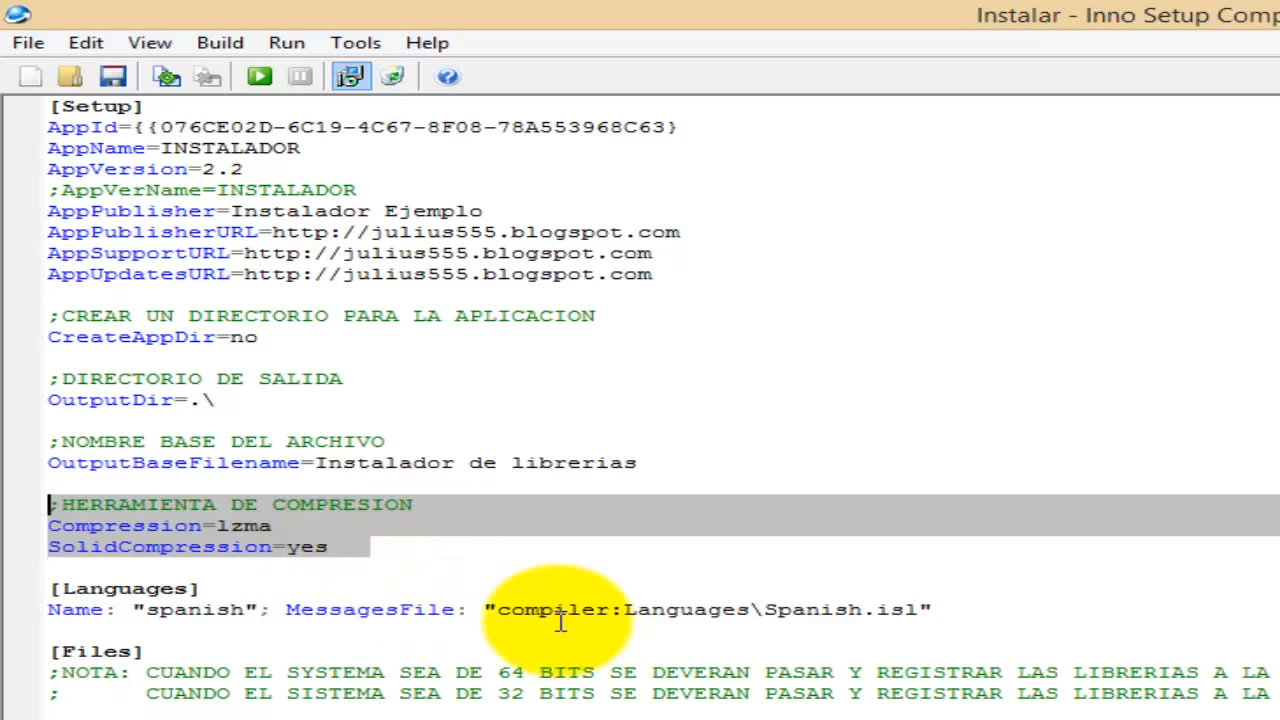 Instalar - Inno Setup Comp
File Edit View Build Run Tools Help
[Setup]
AppId={{076CE02D-6C19-4C67-8F08-78A553968C63}
AppName=INSTALADOR
AppVersion=2.2
;AppVerName=INSTALADOR
AppPublisher=Instalador Ejemplo
AppPublisherURL=http://julius555.blogspot.com
AppSupportURL=http://julius555.blogspot.com
AppUpdatesURL=http://julius555.blogspot.com
;CREAR UN DIRECTORIO PARA LA APLICACION
CreateAppDir=no
;DIRECTORIO DE SALIDA
OutputDir=.\
;NOMBRE BASE DEL ARCHIVO
OutputBaseFilename=Instalador de librerias
;HERRAMIENTA DE COMPRESION
Compression=lzma
SolidCompression=yes
[Languages]
Name: "spanish"; MessagesFile: "compiler:Languages\Spanish.isl"
[Files]
;NOTA: CUANDO EL SYSTEMA SEA DE 64 BITS SE DEVERAN PASAR Y REGISTRAR LAS LIBRERIAS A LA
; CUANDO EL SISTEMA SEA DE 32 BITS SE DEVERAN PASAR Y REGISTRAR LAS LIBRERIAS A LA